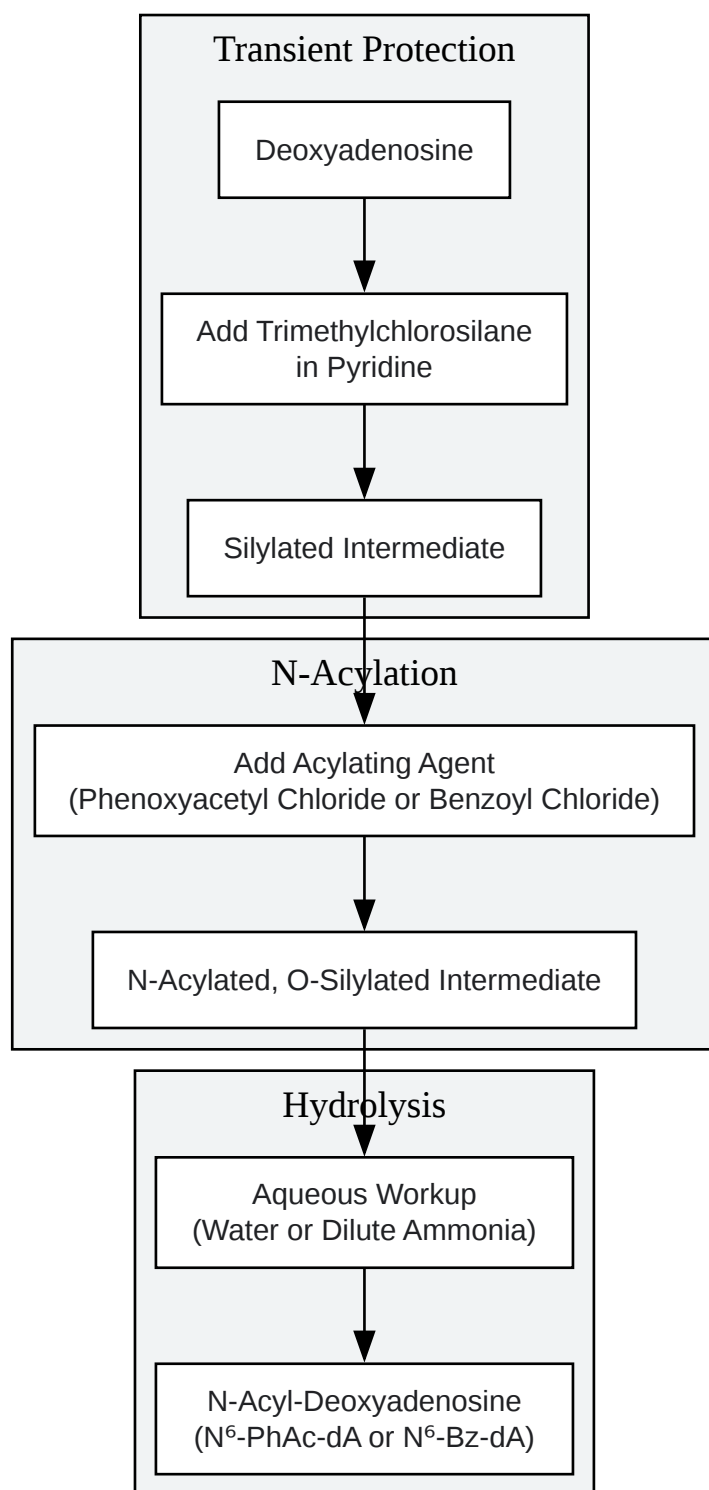 Transient Protection
Deoxyadenosine
Add Trimethylchlorosilane
in Pyridine
Silylated Intermediate
N-Acylation
Add Acylating Agent
(Phenoxyacetyl Chloride or Benzoyl Chloride)
N-Acylated, O-Silylated Intermediate
Hydrolysis
Aqueous Workup
(Water or Dilute Ammonia)
N-Acyl-Deoxyadenosine
(N⁶-PhAc-dA or N⁶-Bz-dA)